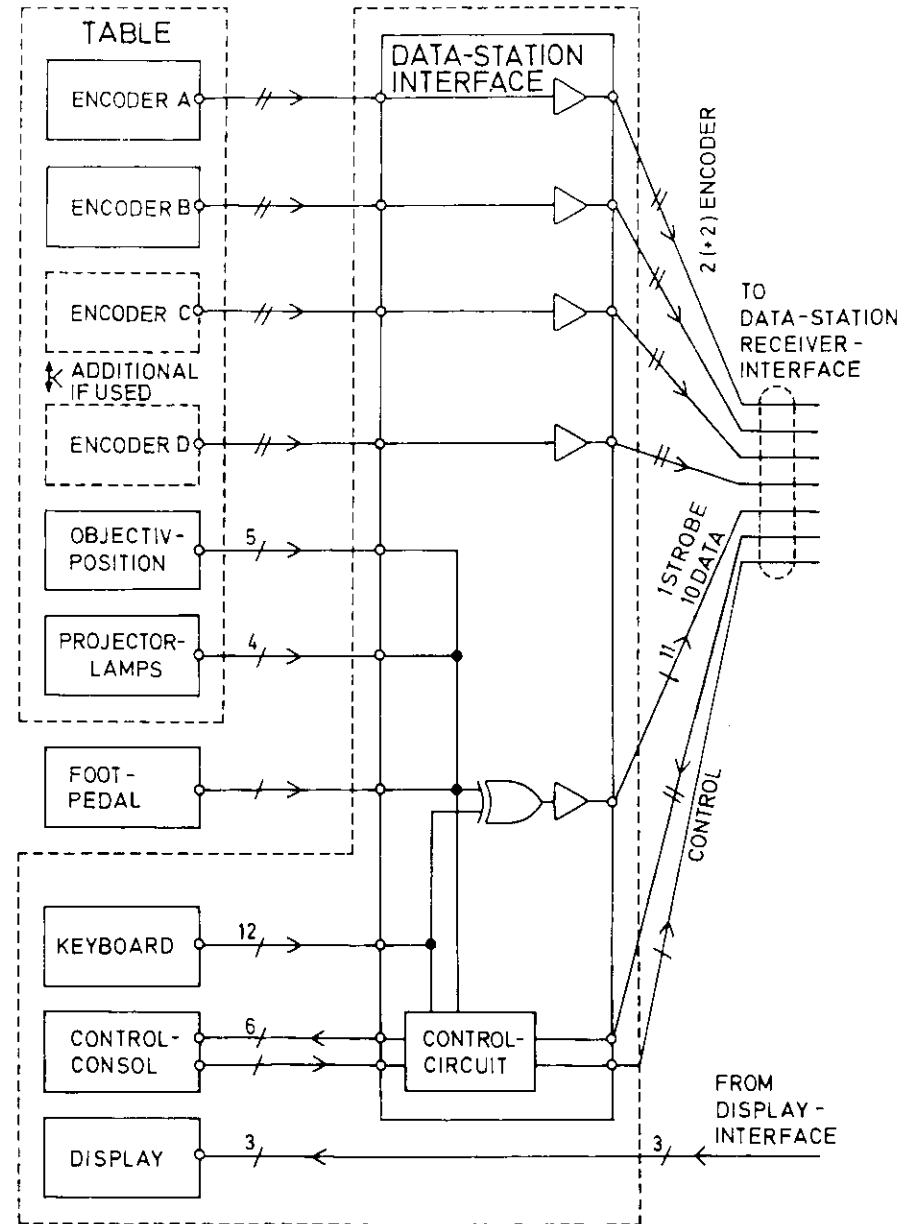 TABLE
DATA-STATION
INTERFACE
ENCODER A
ENCODER B
2 (+2) ENCODER
ENCODER C
ADDITIONAL
IF USED
ENCODER D
TO
DATA-STATION
RECEIVER-
INTERFACE
OBJECTIV-
POSITION
5
1 STROBE
10 DATA
PROJECTOR-
LAMPS
4
11
FOOT-
PEDAL
CONTROL
KEYBOARD
12
CONTROL-
CONSOL
6
CONTROL-
CIRCUIT
DISPLAY
3
3
FROM
DISPLAY-
INTERFACE